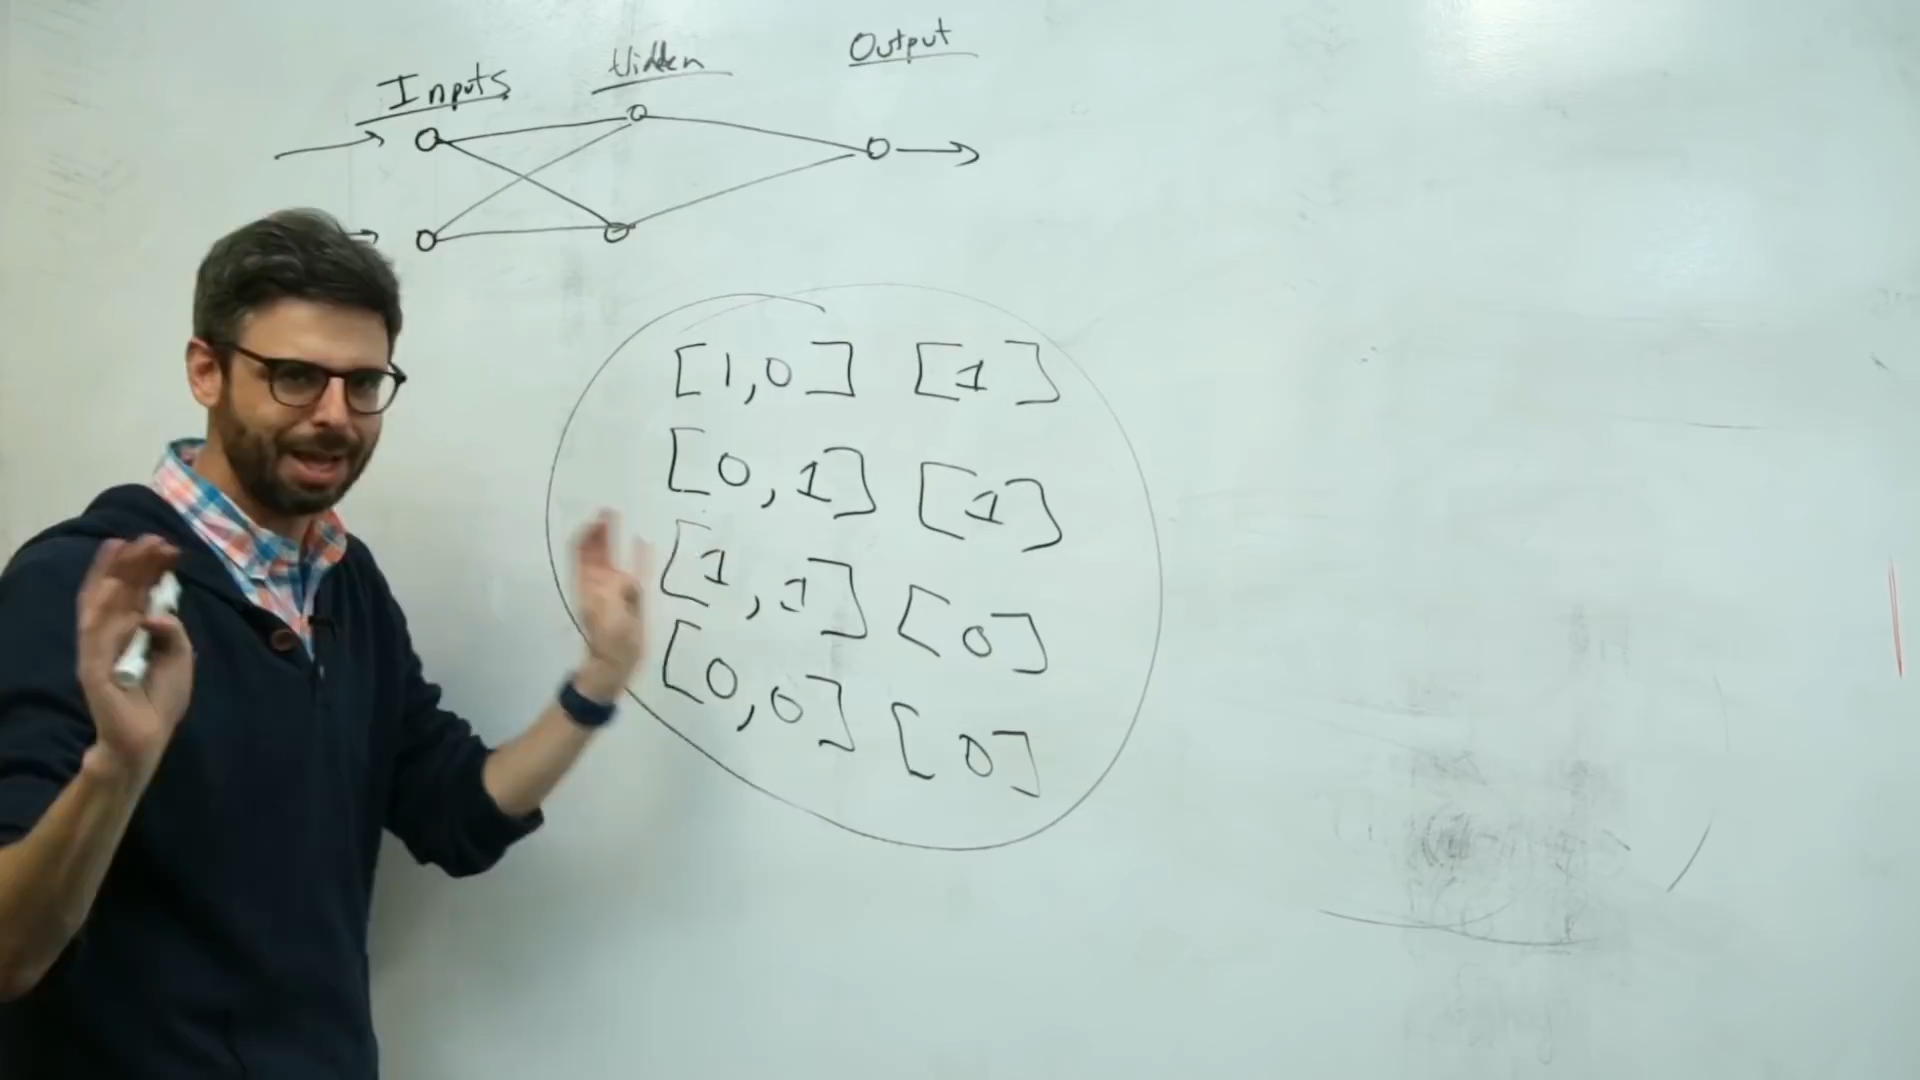 Inputs Hidden Output
[1,0] [1]
[0,1] [1]
[1,1] [0]
[0,0] [0]